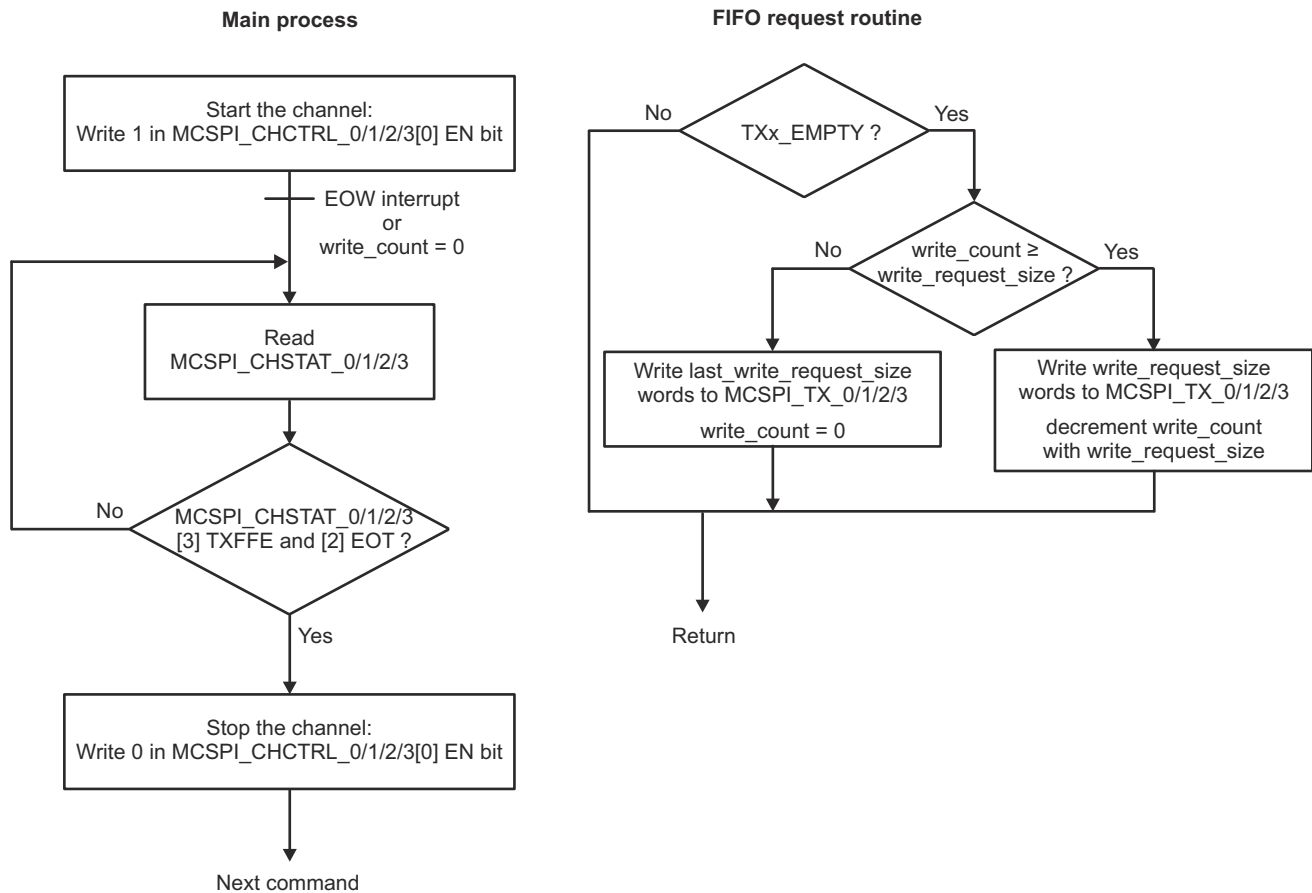 Main process
Start the channel:
Write 1 in MCSPI_CHCTRL_0/1/2/3[0] EN bit
EOW interrupt
or
write_count = 0
Read
MCSPI_CHSTAT_0/1/2/3
No
MCSPI_CHSTAT_0/1/2/3
[3] TXFFE and [2] EOT ?
Yes
Stop the channel:
Write 0 in MCSPI_CHCTRL_0/1/2/3[0] EN bit
Next command
FIFO request routine
No
TXx_EMPTY ?
Yes
No
write_count ≥
write_request_size ?
Yes
Write last_write_request_size
words to MCSPI_TX_0/1/2/3
write_count = 0
Write write_request_size
words to MCSPI_TX_0/1/2/3
decrement write_count
with write_request_size
Return